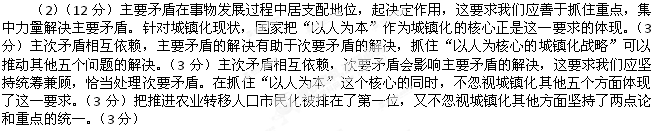 (2)(12 分)主要矛盾在事物发展过程中居支配地位，起决定作用，这要求我们应善于抓住重点，集
中力量解决主要矛盾。针对城镇化现状，国家把“以人为本”作为城镇化的核心正是这一要求的体现。(3
分）主次矛盾相互依赖，主要矛盾的解决有助于次要矛盾的解决，抓住“以人为核心的城镇化战略”可以
推动其他五个问题的解决。(3 分）主次矛盾相互依赖，次要矛盾会影响主要矛盾的解决，这要求我们应坚
持统筹兼顾，恰当处理次要矛盾。在抓住“以人为本”这个核心的同时，不忽视城镇化其他五个方面体现
了这一要求。(3 分）把推进农业转移人口市民化被排在了第一位，又不忽视城镇化其他方面坚持了两点论
和重点的统一。(3 分）